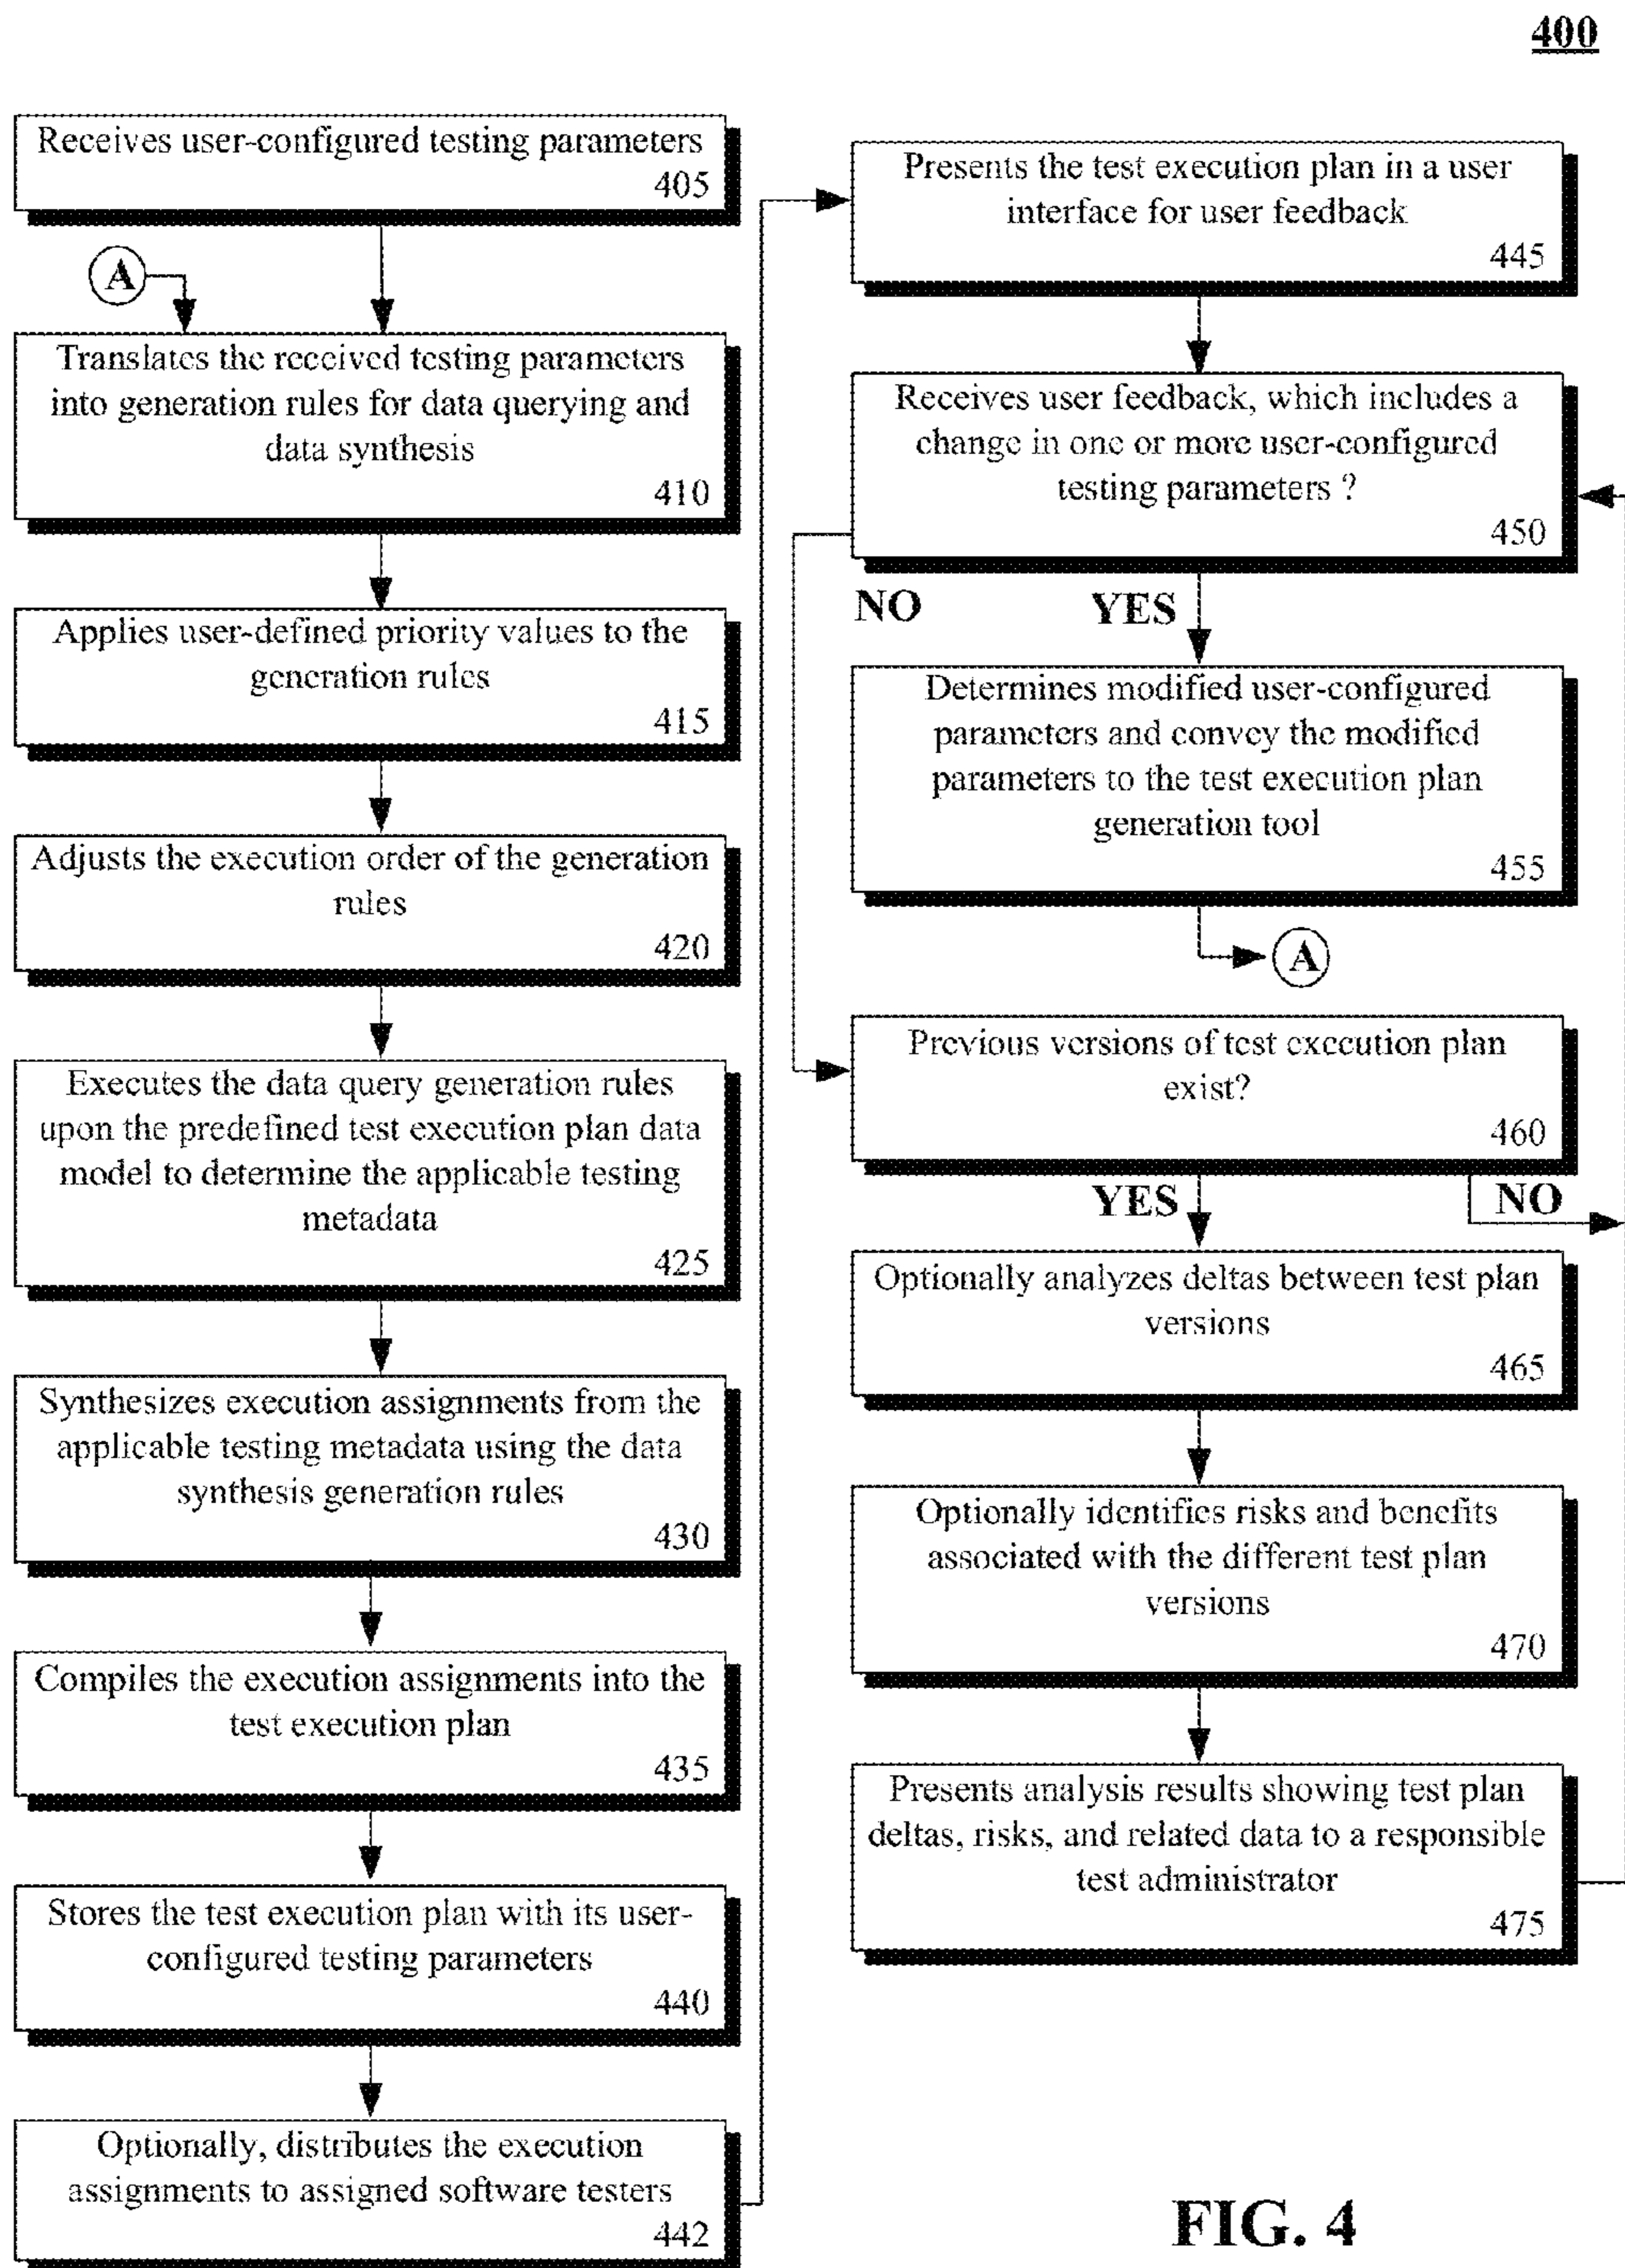 400
Receives user-configured testing parameters
405
A
Translates the received testing parameters
into generation rules for data querying and
data synthesis
410
Applies user-defined priority values to the
generation rules
415
Adjusts the execution order of the generation
rules
420
Executes the data query generation rules
upon the predefined test execution plan data
model to determine the applicable testing
metadata
425
Synthesizes execution assignments from the
applicable testing metadata using the data
synthesis generation rules
430
Compiles the execution assignments into the
test execution plan
435
Stores the test execution plan with its user-
configured testing parameters
440
Optionally, distributes the execution
assignments to assigned software testers
442
Presents the test execution plan in a user
interface for user feedback
445
Receives user feedback, which includes a
change in one or more user-configured
testing parameters ?
450
NO
YES
Determines modified user-configured
parameters and convey the modified
parameters to the test execution plan
generation tool
455
A
Previous versions of test execution plan
exist?
460
YES
NO
Optionally analyzes deltas between test plan
versions
465
Optionally identifies risks and benefits
associated with the different test plan
versions
470
Presents analysis results showing test plan
deltas, risks, and related data to a responsible
test administrator
475
FIG. 4